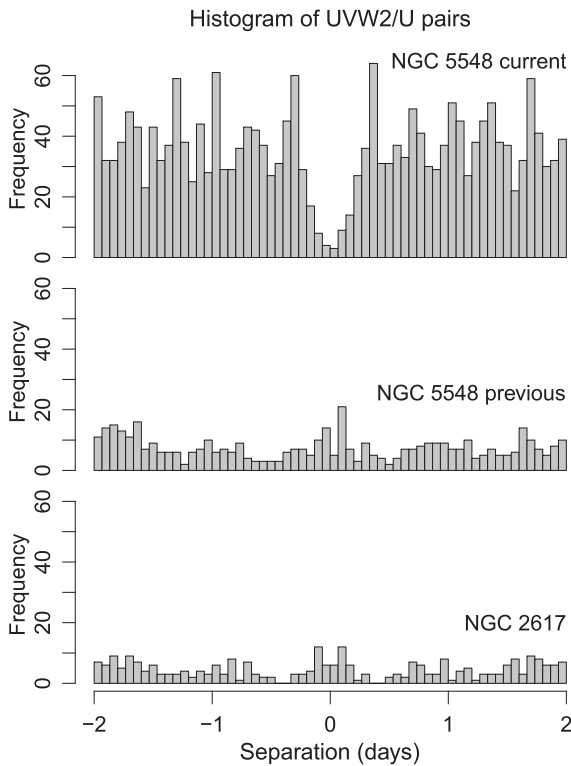 Histogram of UVW2/U pairs
NGC 5548 current
Frequency
0 20 40 60
NGC 5548 previous
Frequency
0 20 40 60
NGC 2617
Frequency
0 20 40 60
−2 −1 0 1 2
Separation (days)